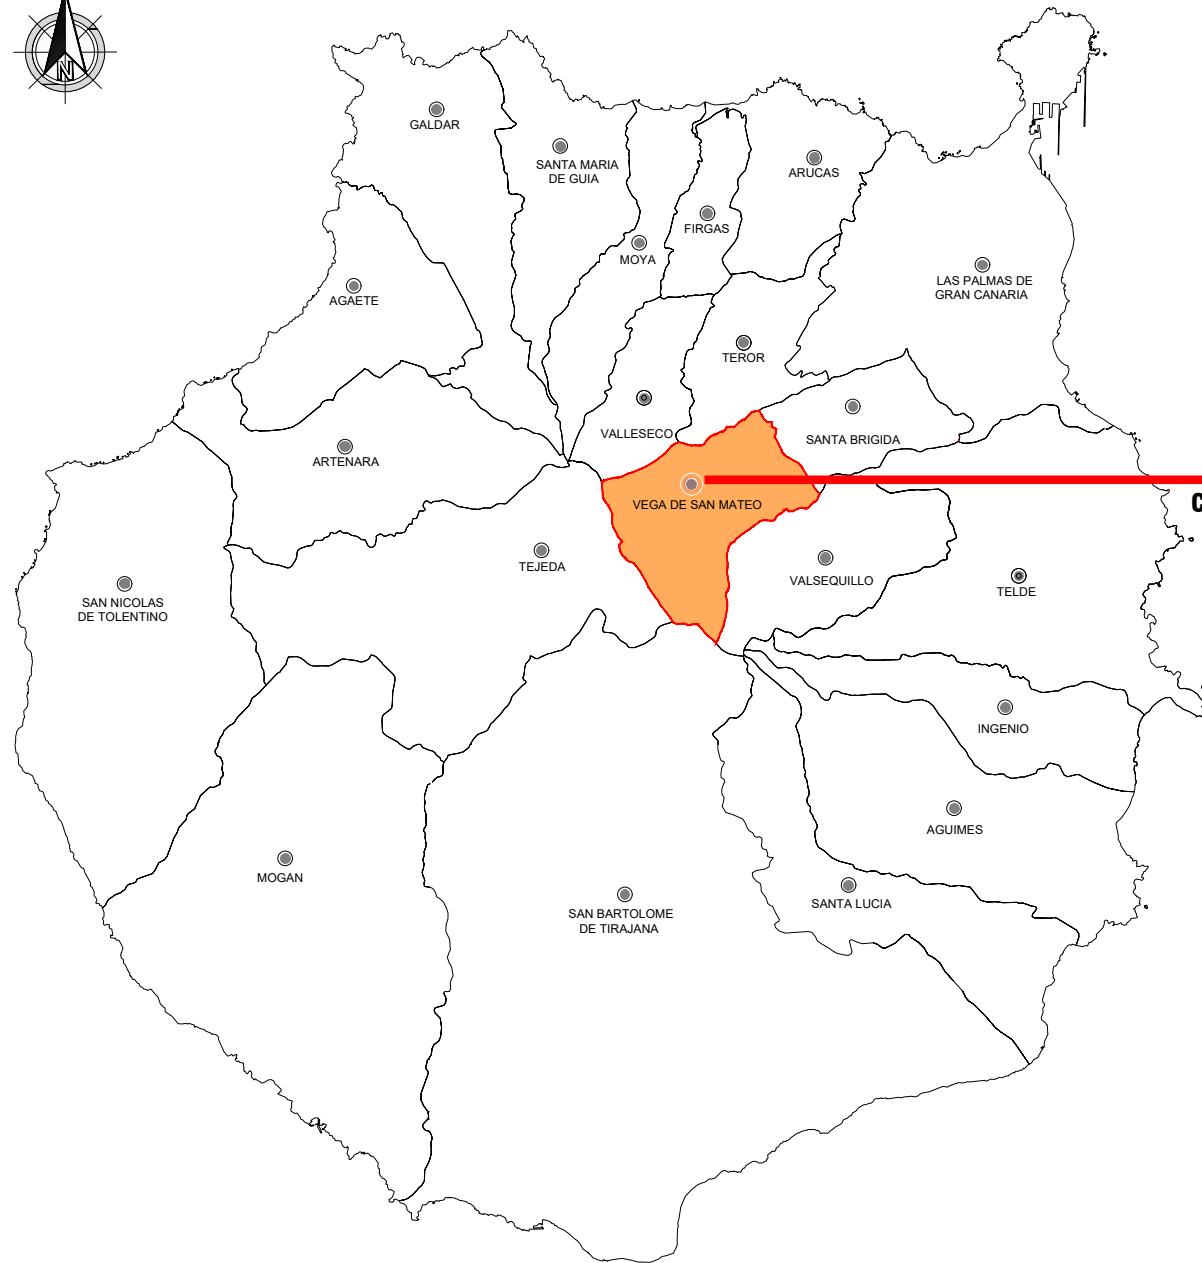 N
GALDAR
SANTA MARIA
DE GUIA
ARUCAS
FIRGAS
MOYA
LAS PALMAS DE
GRAN CANARIA
AGAETE
TEROR
VALLESECO
SANTA BRIGIDA
ARTENARA
VEGA DE SAN MATEO
C
TEJEDA
VALSEQUILLO
TELDE
SAN NICOLAS
DE TOLENTINO
INGENIO
AGUIMES
MOGAN
SANTA LUCIA
SAN BARTOLOME
DE TIRAJANA